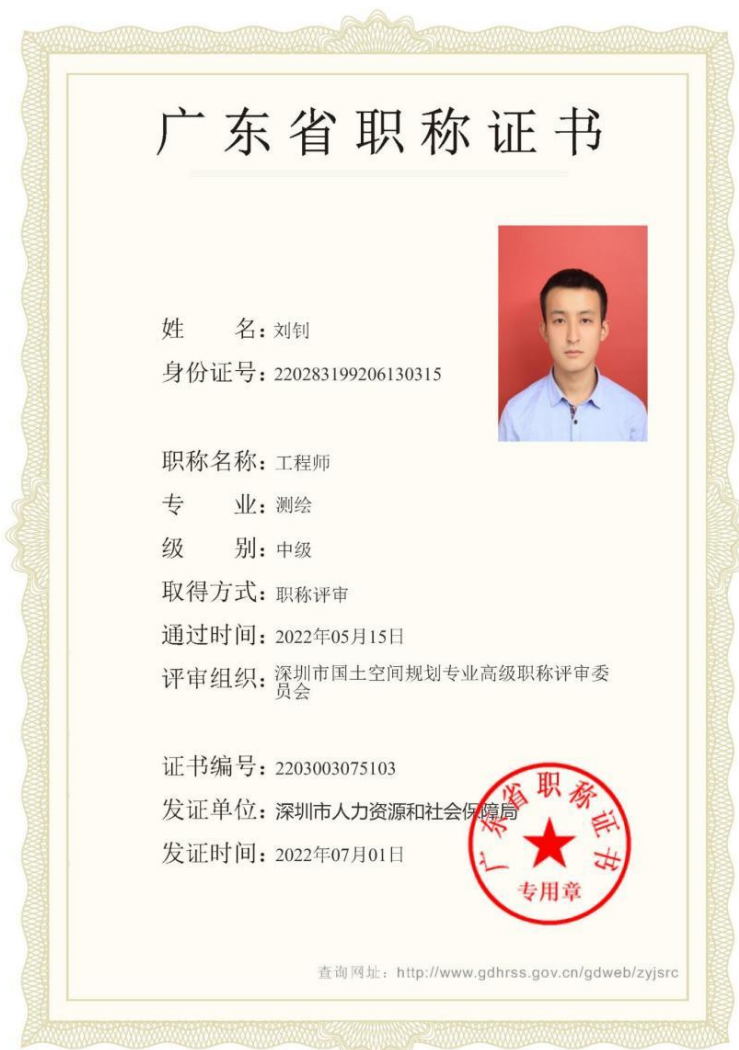 广东省职称证书
姓名：刘钊
身份证号：220283199206130315
职称名称：工程师
专业：测绘
级别：中级
取得方式：职称评审
通过时间：2022年05月15日
评审组织：深圳市国土空间规划专业高级职称评审委
员会
证书编号：2203003075103
发证单位：深圳市人力资源和社会保障局
发证时间：2022年07月01日
广东省职称证书
专用章
查询网址：http://www.gdhrss.gov.cn/gdweb/zyjsrc